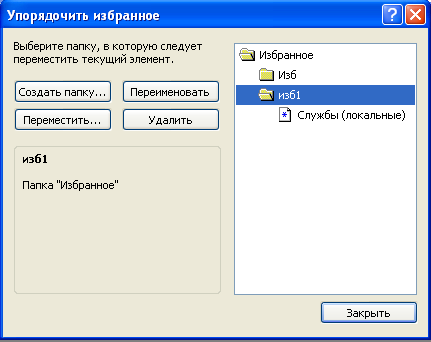 Упорядочить избранное
Выберите папку, в которую следует
переместить текущий элемент.
Создать папку...
Переименовать
Переместить...
Удалить
изб1
Папка "Избранное"
Избранное
Изб
изб1
Службы (локальные)
Закрыть